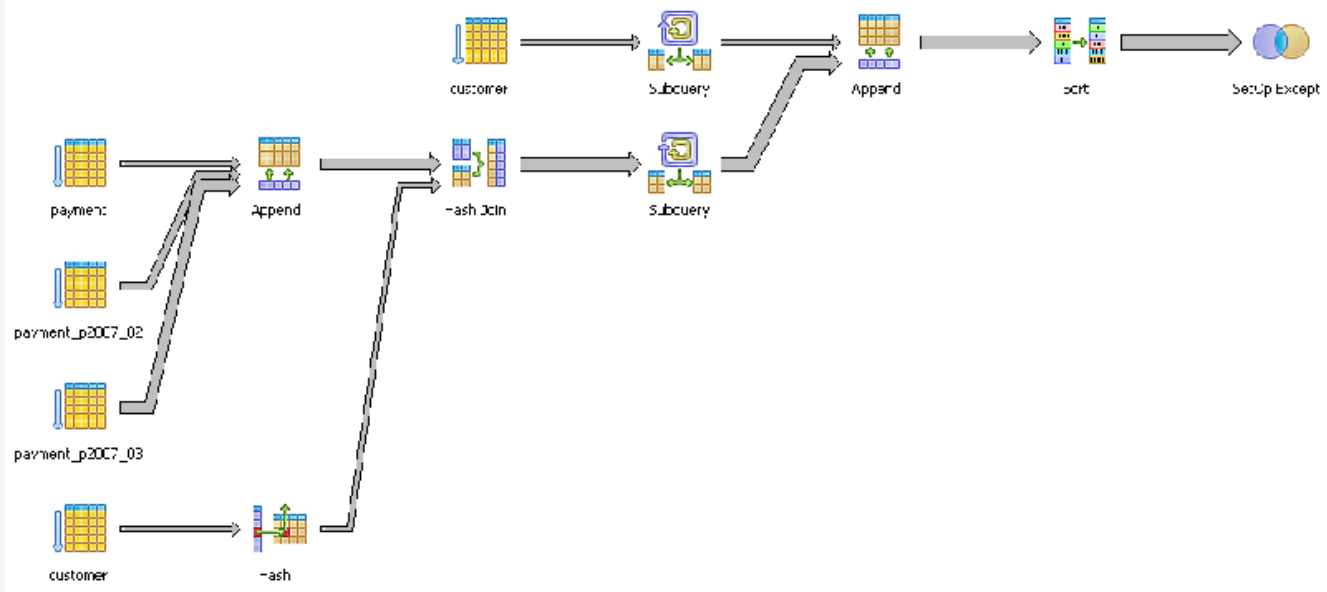 customer
Subquery
Append
Sort
SetOp Except
payment
Append
Hash Join
Subquery
payment_p2007_02
payment_p2007_03
customer
Hash